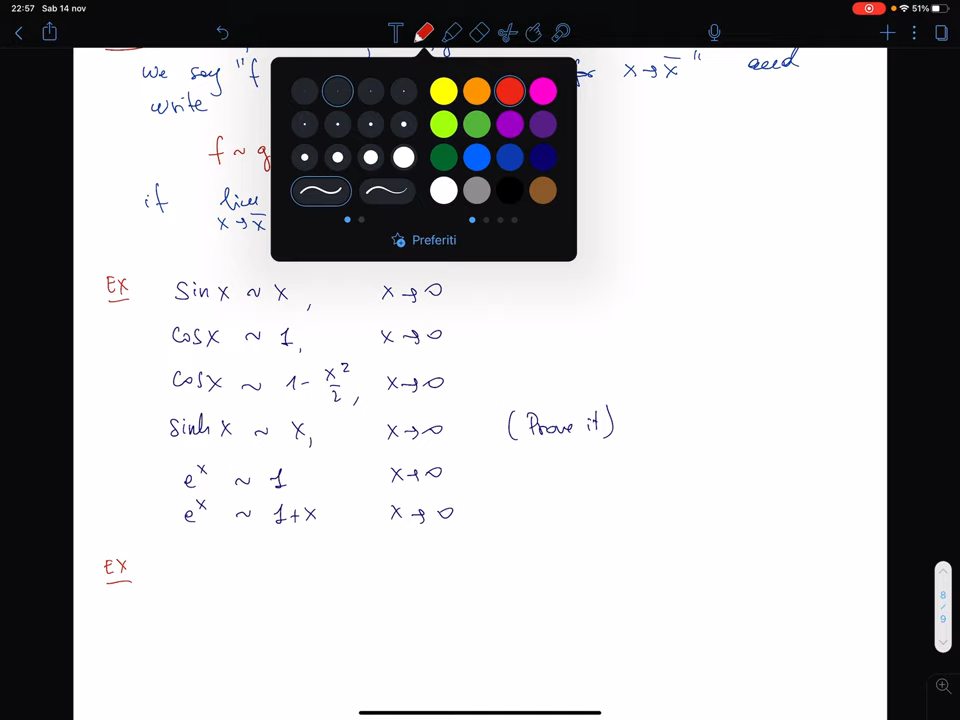 22:57 Sab 14 nov 51%
We say "f for x→x̄" and
write
f ~ g
if lim
x→x̄
Preferiti
EX sin x ~ x, x→0
cos x ~ 1, x→0
cos x ~ 1 - x²/2, x→0
sinh x ~ x, x→0 (Prove it)
eˣ ~ 1 x→0
eˣ ~ 1+x x→0
EX
8
/
9